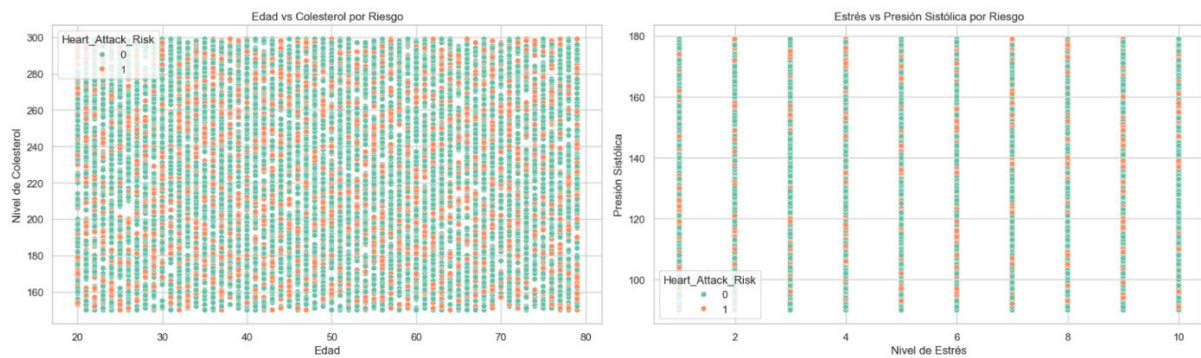 Edad vs Colesterol por Riesgo
Nivel de Colesterol
300
280
260
240
220
200
180
160
Heart_Attack_Risk
0
1
20 30 40 50 60 70 80
Edad
Estrés vs Presión Sistólica por Riesgo
Presión Sistólica
180
160
140
120
100
Heart_Attack_Risk
0
1
2 4 6 8 10
Nivel de Estrés